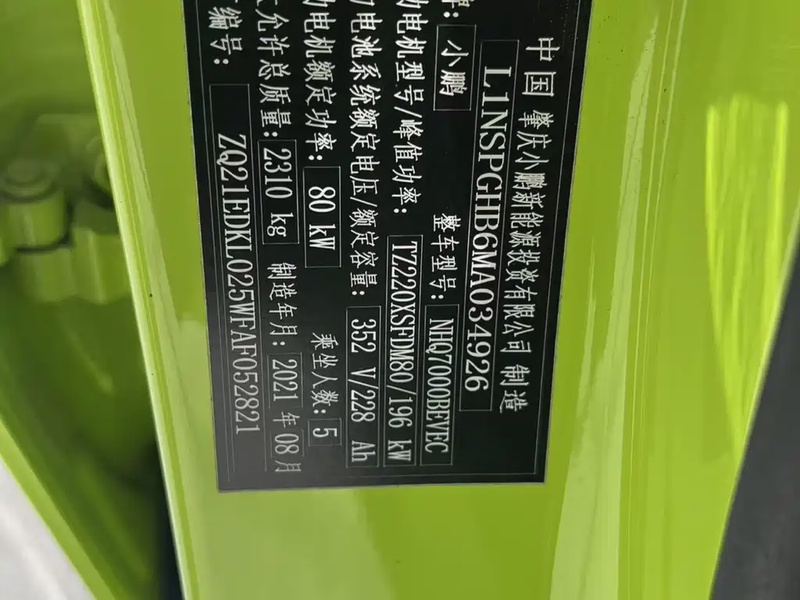 中国 肇庆小鹏新能源投资有限公司 制造
L1NSPGHB6MA034926
牌: 小鹏 整车型号: NHQ7000BEVEC
动电机型号/峰值功率: TZ220XSFDM80/196 kW
力电池系统额定电压/额定容量: 352 V/228 Ah
动电机额定功率: 80 kW 乘坐人数: 5
大允许总质量: 2310 kg 制造年月: 2021 年 08 月
编号: ZQ21EDKL025WFAF052821